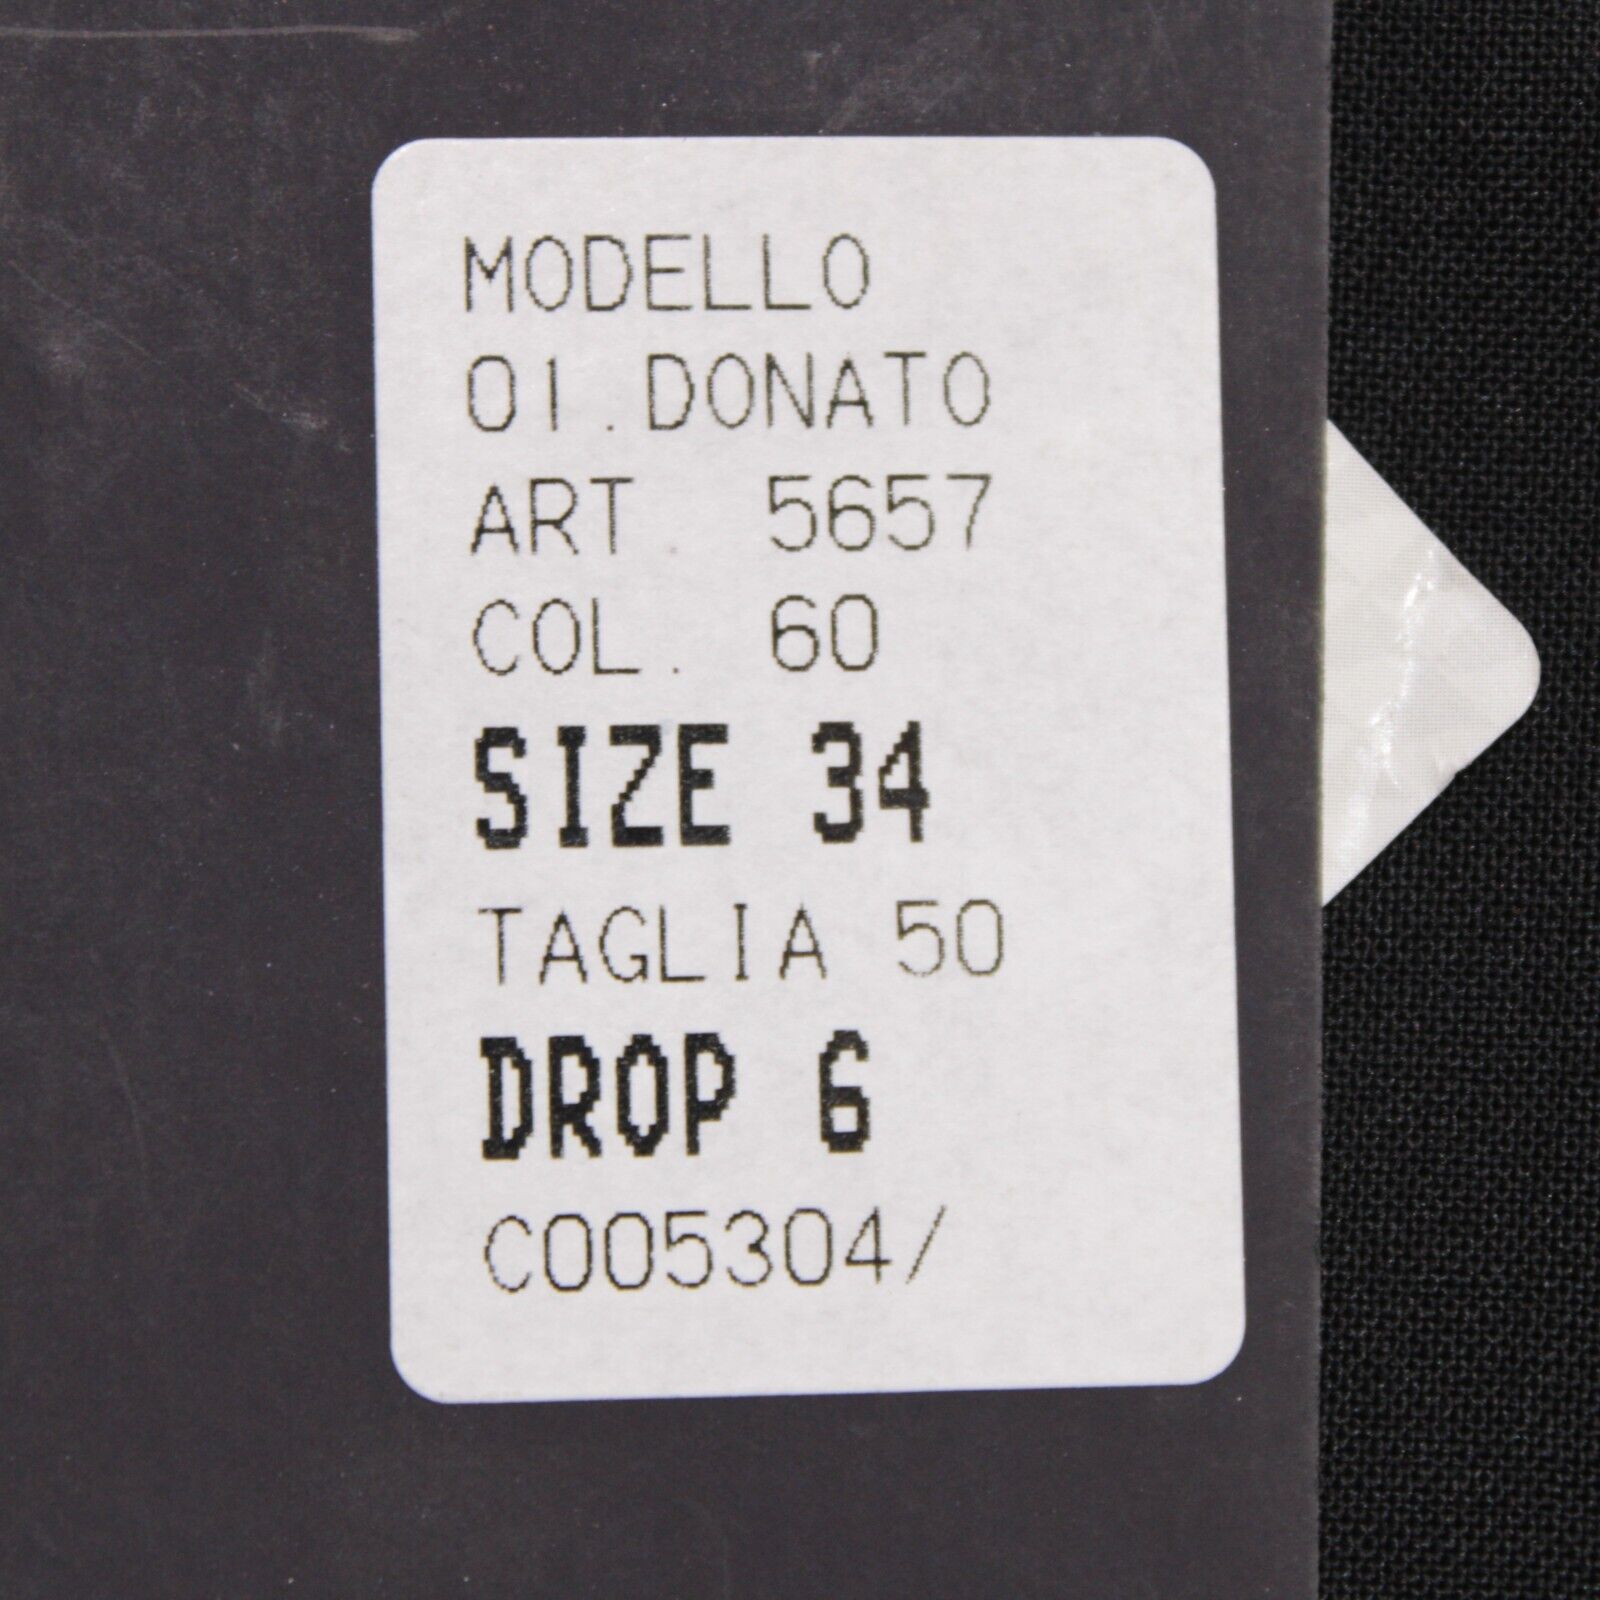 MODELLO
01.DONATO
ART. 5657
COL. 60
SIZE 34
TAGLIA 50
DROP 6
C005304/